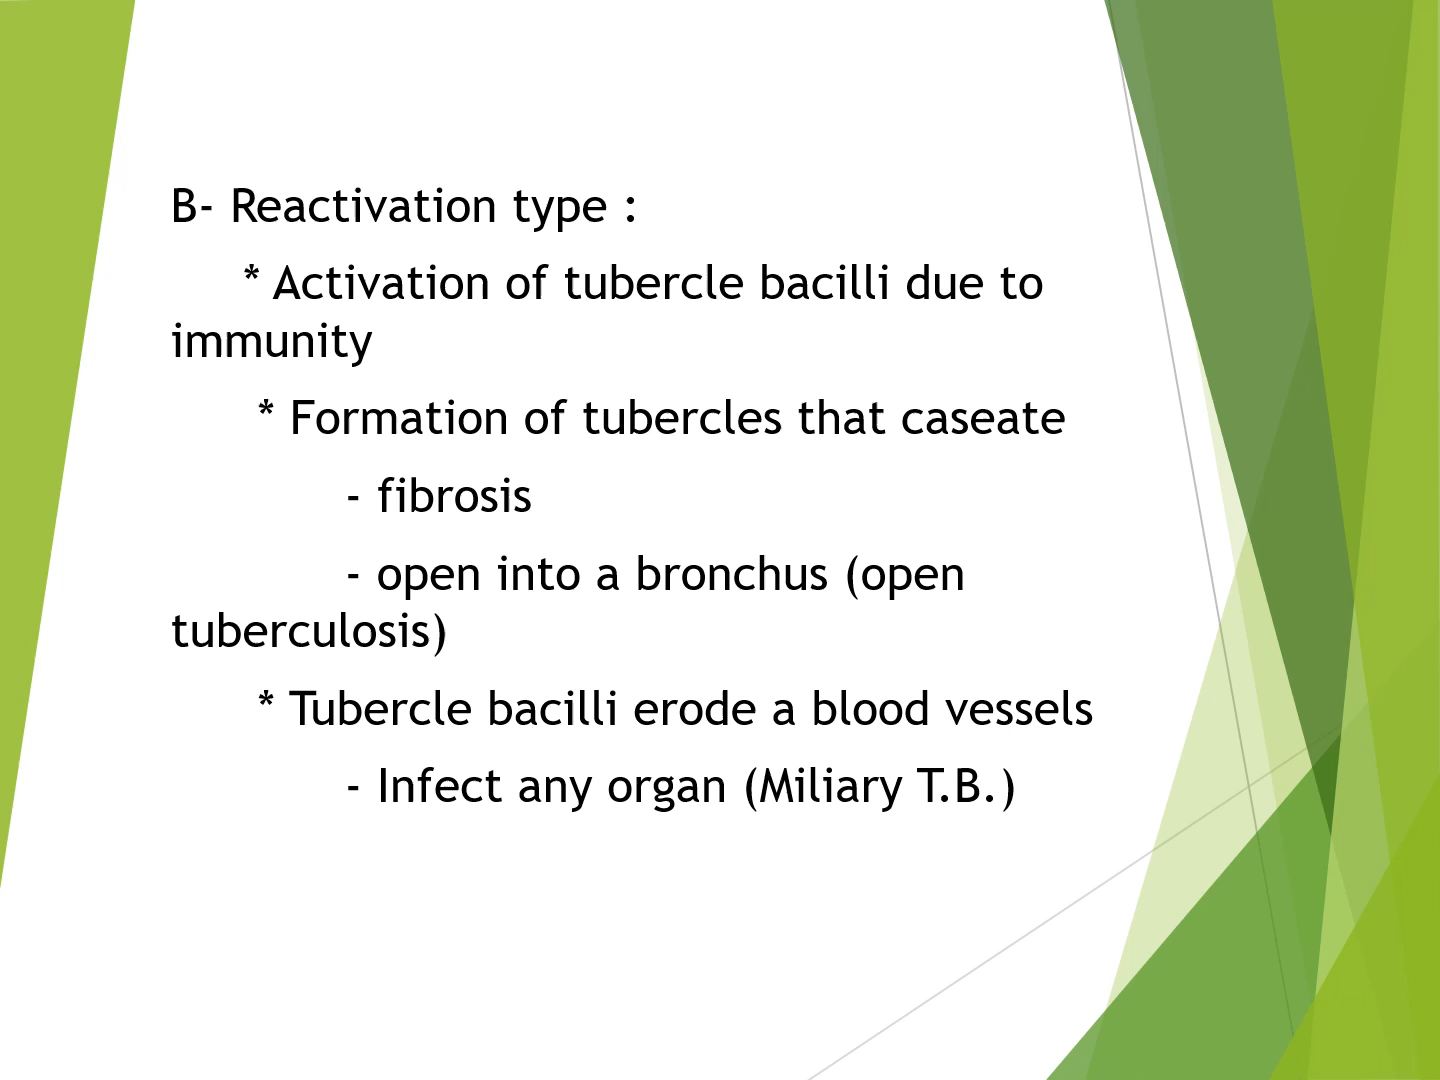 B- Reactivation type :
* Activation of tubercle bacilli due to
immunity
* Formation of tubercles that caseate
- fibrosis
- open into a bronchus (open
tuberculosis)
* Tubercle bacilli erode a blood vessels
- Infect any organ (Miliary T.B.)